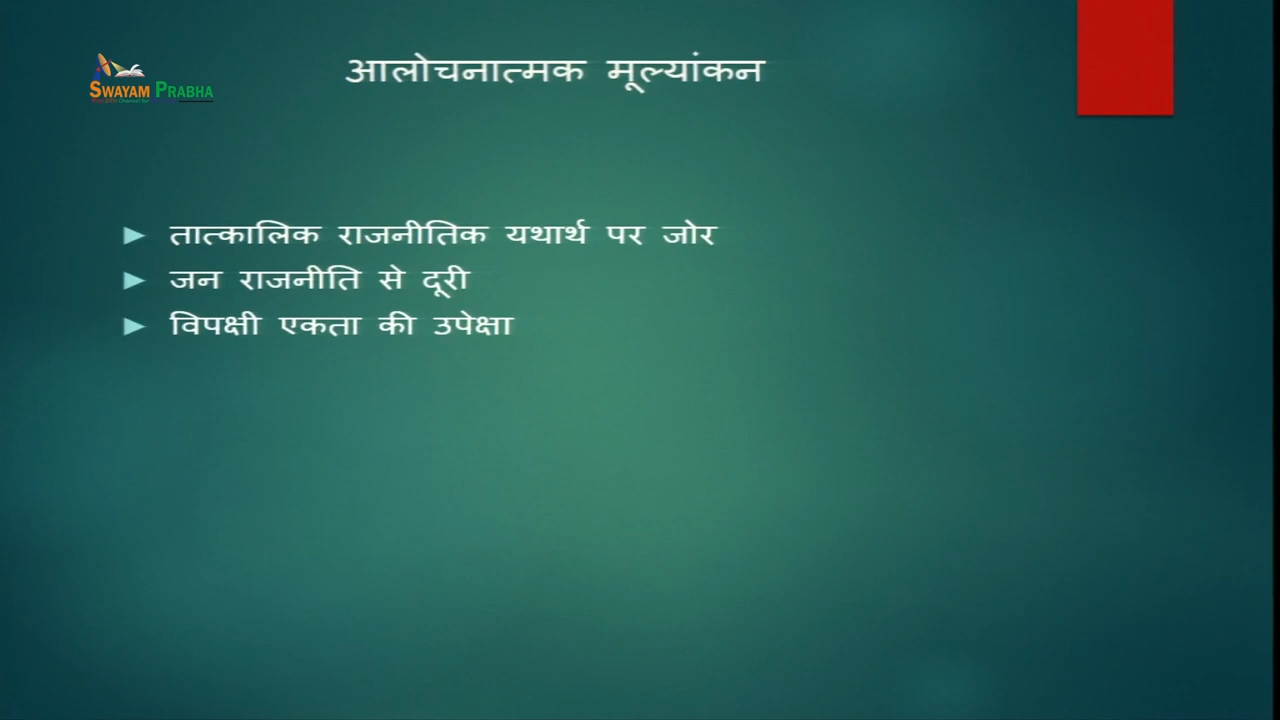 आलोचनात्मक मूल्यांकन
SWAYAM PRABHA
तात्कालिक राजनीतिक यथार्थ पर जोर
जन राजनीति से दूरी
विपक्षी एकता की उपेक्षा